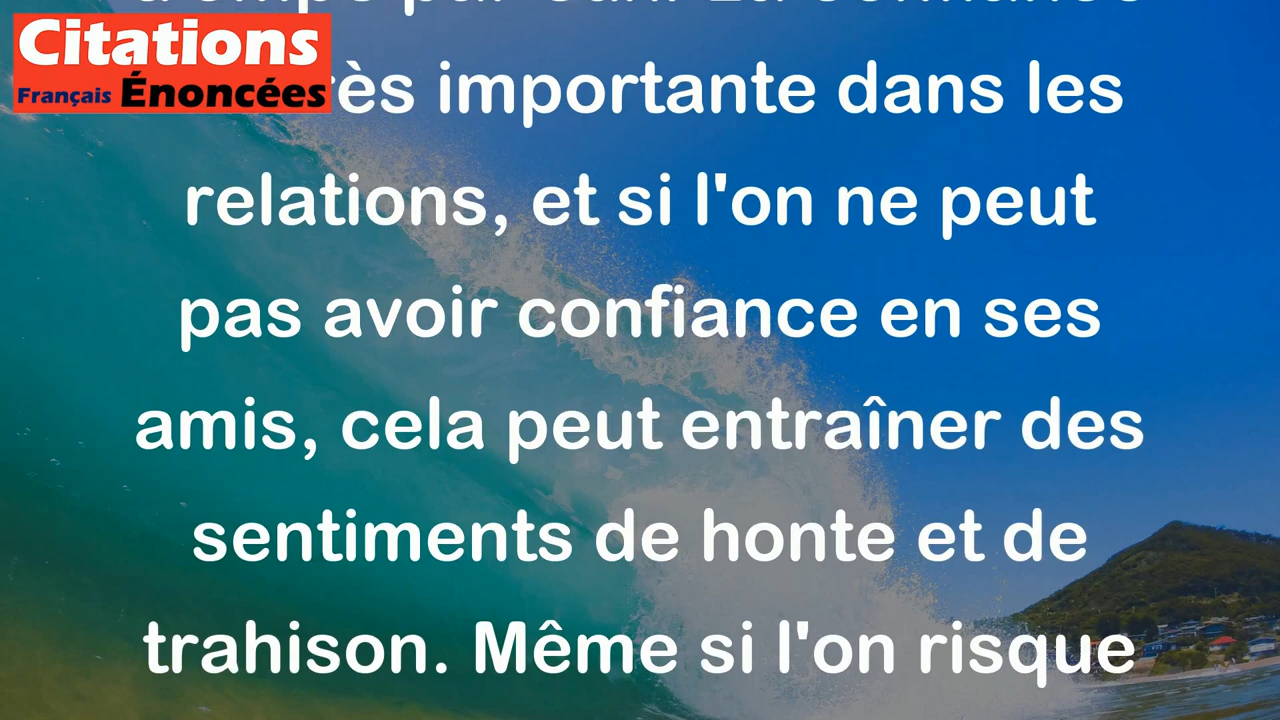 Citations
Français Énoncées
importante dans les
relations, et si l'on ne peut
pas avoir confiance en ses
amis, cela peut entraîner des
sentiments de honte et de
trahison. Même si l'on risque